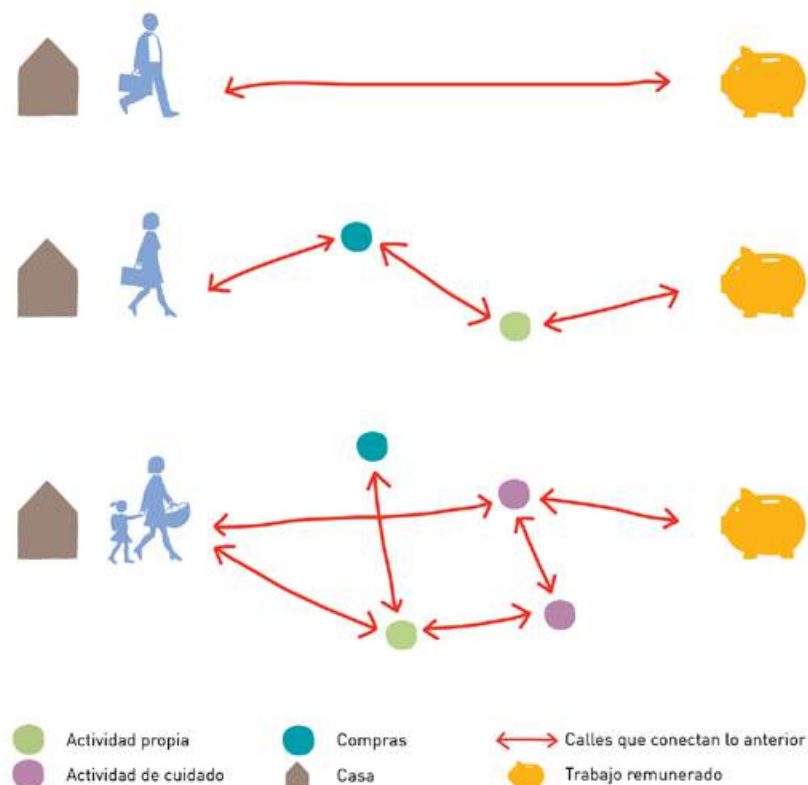 Actividad propia
Compras
Calles que conectan lo anterior
Actividad de cuidado
Casa
Trabajo remunerado